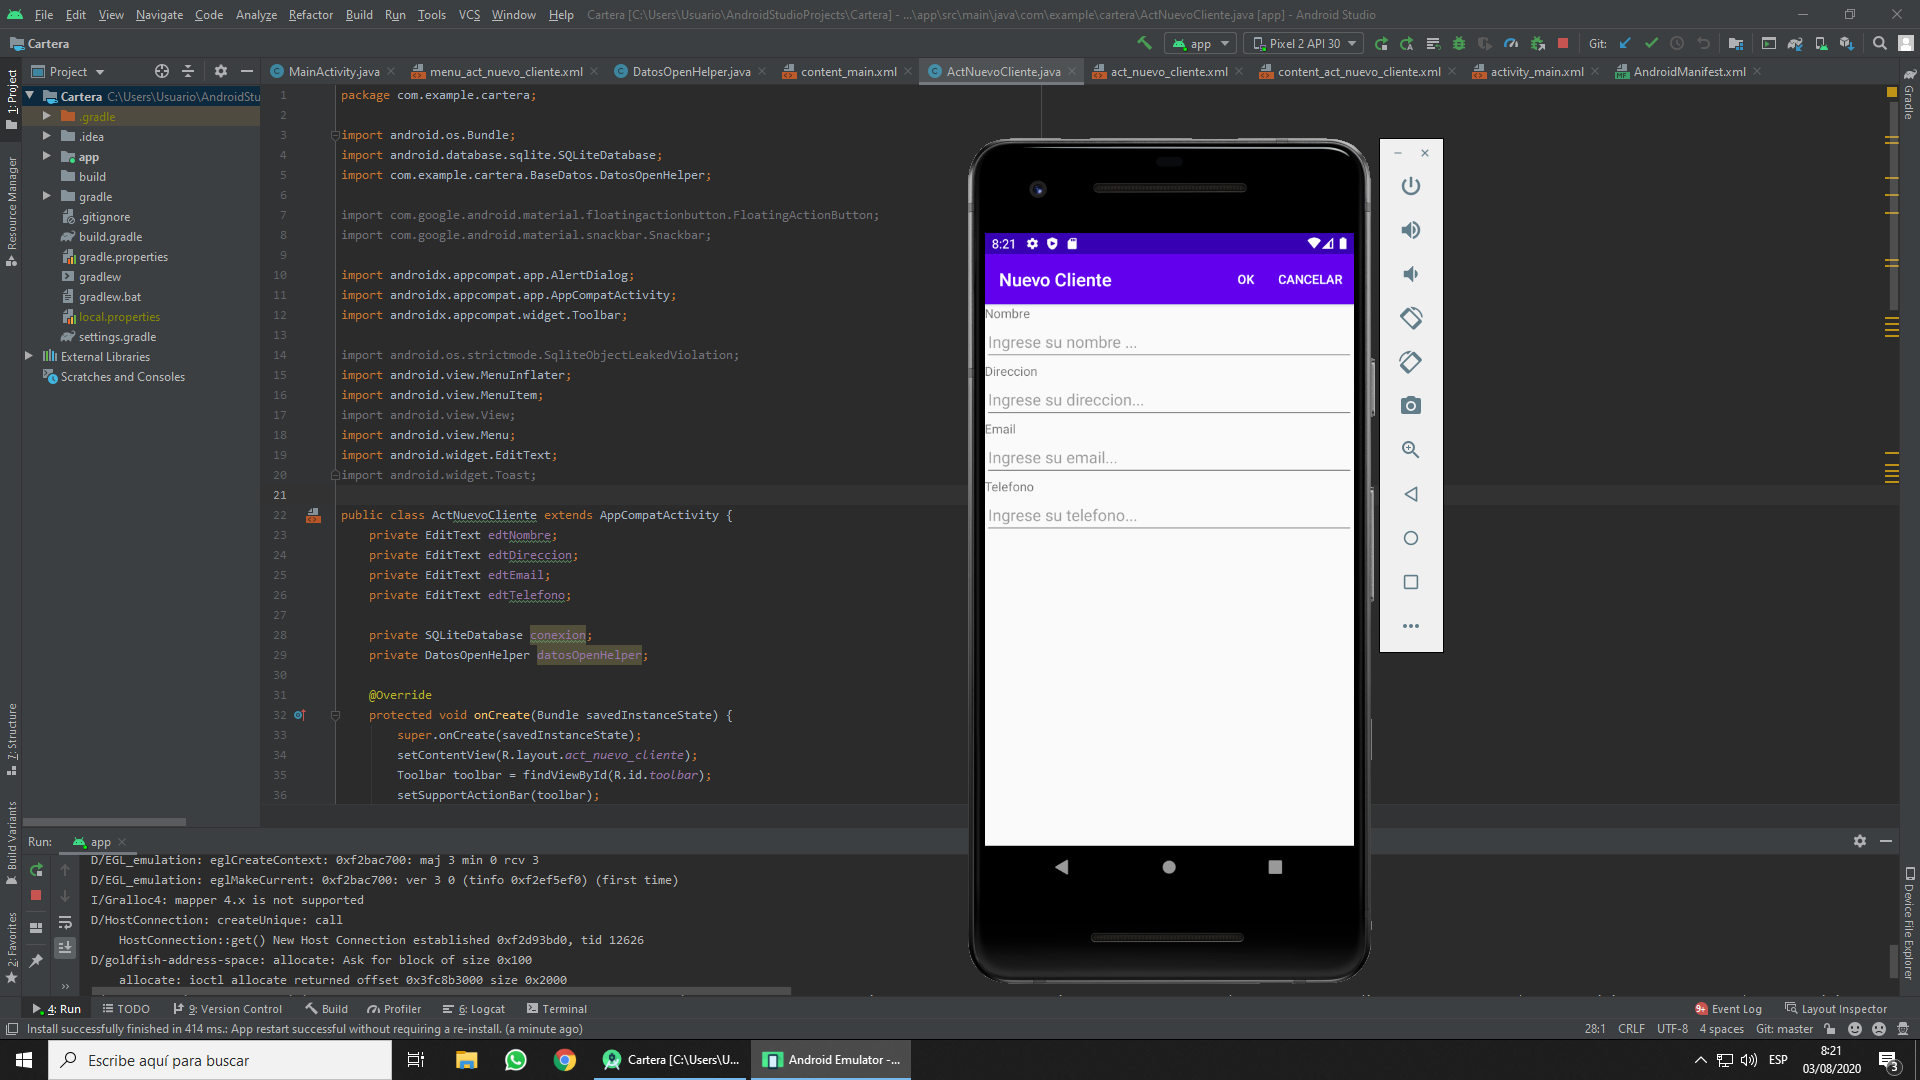 File Edit View Navigate Code Analyze Refactor Build Run Tools VCS Window Help Cartera [C:\Users\Usuario\AndroidStudioProjects\Cartera] - ...\app\src\main\java\com\example\cartera\ActNuevoCliente.java [app] - Android Studio
Cartera
app
Pixel 2 API 30
Git:
Project
MainActivity.java
menu_act_nuevo_cliente.xml
DatosOpenHelper.java
content_main.xml
ActNuevoCliente.java
act_nuevo_cliente.xml
content_act_nuevo_cliente.xml
activity_main.xml
AndroidManifest.xml
1: Project
Resource Manager
7: Structure
Build Variants
2: Favorites
Gradle
Device File Explorer
Cartera C:\Users\Usuario\AndroidStu
.gradle
.idea
app
build
gradle
.gitignore
build.gradle
gradle.properties
gradlew
gradlew.bat
local.properties
settings.gradle
External Libraries
Scratches and Consoles
1 package com.example.cartera;
2
3 import android.os.Bundle;
4 import android.database.sqlite.SQLiteDatabase;
5 import com.example.cartera.BaseDatos.DatosOpenHelper;
6
7 import com.google.android.material.floatingactionbutton.FloatingActionButton;
8 import com.google.android.material.snackbar.Snackbar;
9
10 import androidx.appcompat.app.AlertDialog;
11 import androidx.appcompat.app.AppCompatActivity;
12 import androidx.appcompat.widget.Toolbar;
13
14 import android.os.strictmode.SqliteObjectLeakedViolation;
15 import android.view.MenuInflater;
16 import android.view.MenuItem;
17 import android.view.View;
18 import android.view.Menu;
19 import android.widget.EditText;
20 import android.widget.Toast;
21
22 public class ActNuevoCliente extends AppCompatActivity {
23 private EditText edtNombre;
24 private EditText edtDireccion;
25 private EditText edtEmail;
26 private EditText edtTelefono;
27
28 private SQLiteDatabase conexion;
29 private DatosOpenHelper datosOpenHelper;
30
31 @Override
32 protected void onCreate(Bundle savedInstanceState) {
33 super.onCreate(savedInstanceState);
34 setContentView(R.layout.act_nuevo_cliente);
35 Toolbar toolbar = findViewById(R.id.toolbar);
36 setSupportActionBar(toolbar);
8:21
Nuevo Cliente OK CANCELAR
Nombre
Ingrese su nombre ...
Direccion
Ingrese su direccion...
Email
Ingrese su email...
Telefono
Ingrese su telefono...
Run: app
D/EGL_emulation: eglCreateContext: 0xf2bac700: maj 3 min 0 rcv 3
D/EGL_emulation: eglMakeCurrent: 0xf2bac700: ver 3 0 (tinfo 0xf2ef5ef0) (first time)
I/Gralloc4: mapper 4.x is not supported
D/HostConnection: createUnique: call
HostConnection::get() New Host Connection established 0xf2d93bd0, tid 12626
D/goldfish-address-space: allocate: Ask for block of size 0x100
allocate: ioctl allocate returned offset 0x3fc8b3000 size 0x2000
4: Run TODO 9: Version Control Build Profiler 6: Logcat Terminal 9+ Event Log Layout Inspector
Install successfully finished in 414 ms.: App restart successful without requiring a re-install. (a minute ago) 28:1 CRLF UTF-8 4 spaces Git: master
Escribe aquí para buscar
Cartera [C:\Users\U...
Android Emulator -...
ESP
8:21
03/08/2020
3